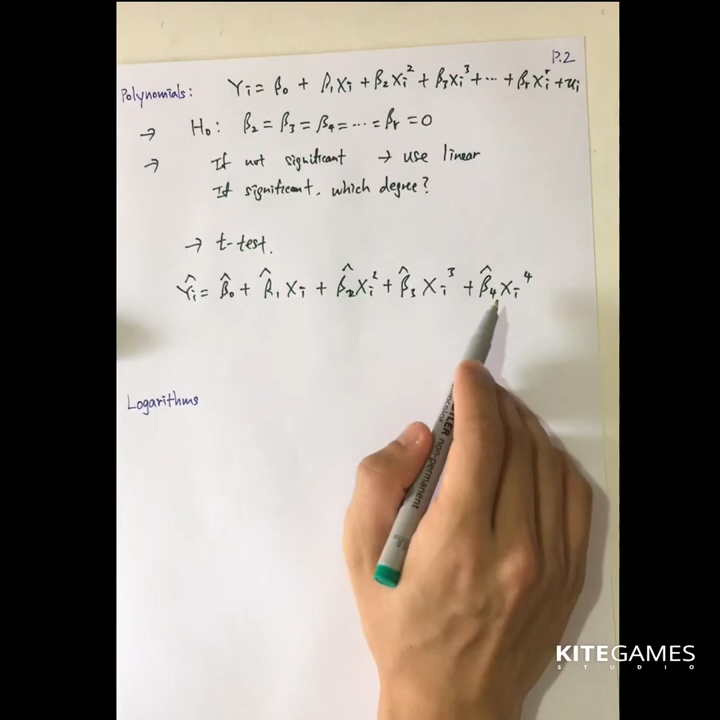 P.2
Polynomials: Yi = β0 + β1Xi + β2Xi² + β3Xi³ + ... + βrXiʳ + ui
→ H0: β2 = β3 = β4 = ... = βr = 0
→ If not significant → use linear
If significant, which degree?
→ t-test.
Ŷi = β̂0 + β̂1Xi + β̂2Xi² + β̂3Xi³ + β̂4Xi⁴
Logarithms
non-permanent
KITEGAMES
STUDIO